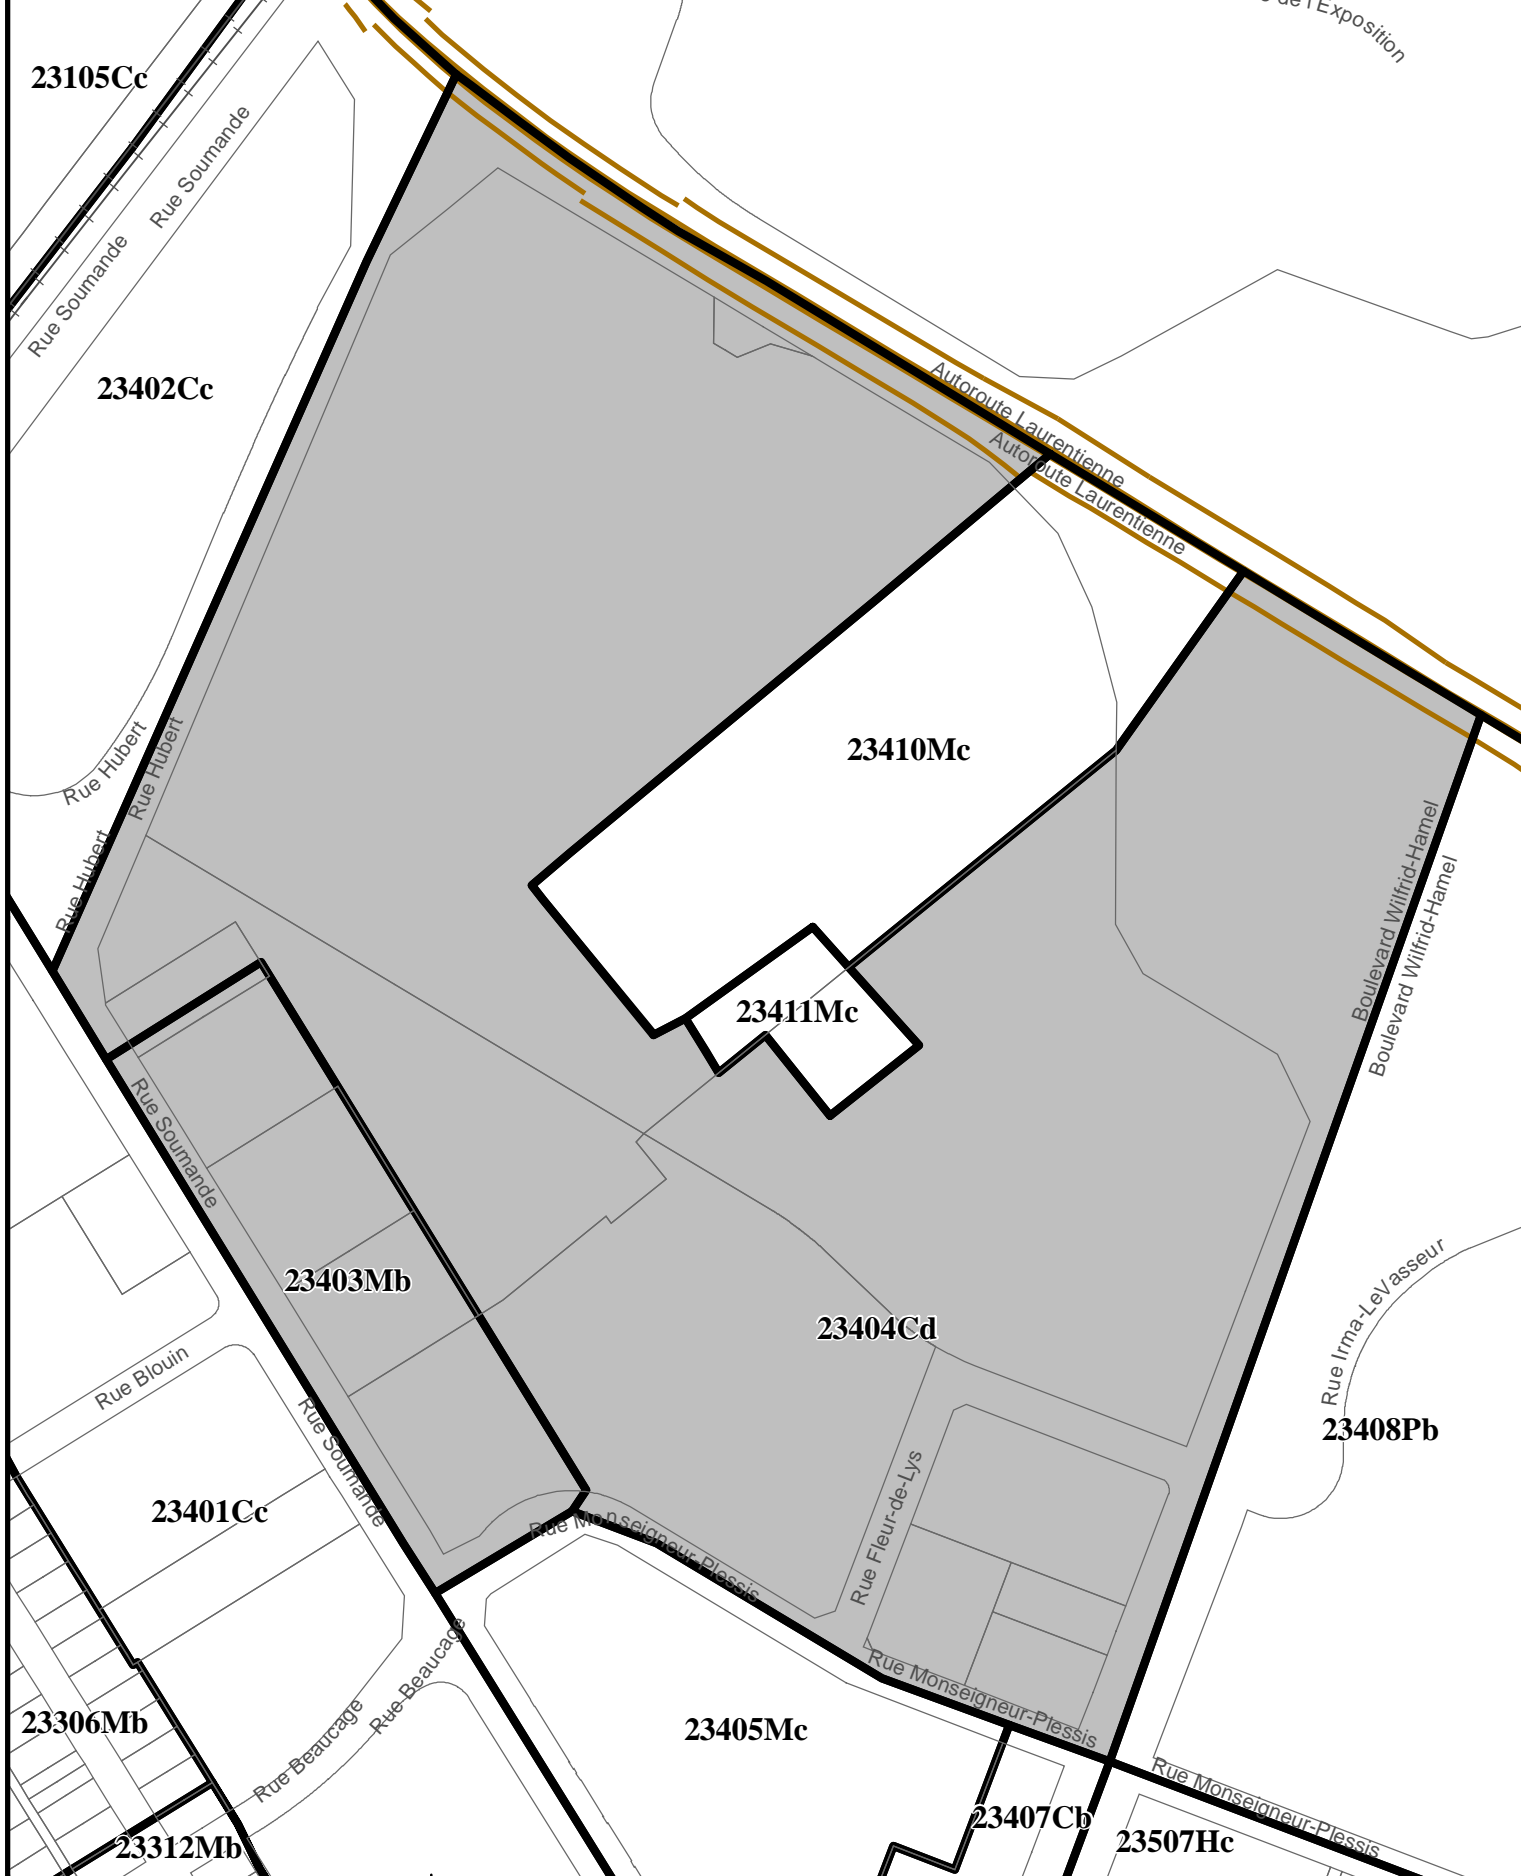 de l'Exposition
23105Cc
Rue Soumande
Rue Soumande
23402Cc
Autoroute Laurentienne
Autoroute Laurentienne
Rue Hubert
Rue Hubert
Rue Hubert
23410Mc
Boulevard Wilfrid-Hamel
Boulevard Wilfrid-Hamel
23411Mc
Rue Soumande
23403Mb
23404Cd
Rue Irma-LeVasseur
Rue Blouin
23408Pb
Rue Soumande
23401Cc
Rue Monseigneur-Plessis
Rue Fleur-de-Lys
Rue Beaucage
Rue Beaucage
23306Mb
23405Mc
Rue Monseigneur-Plessis
Rue Monseigneur-Plessis
23407Cb
23312Mb
23507Hc